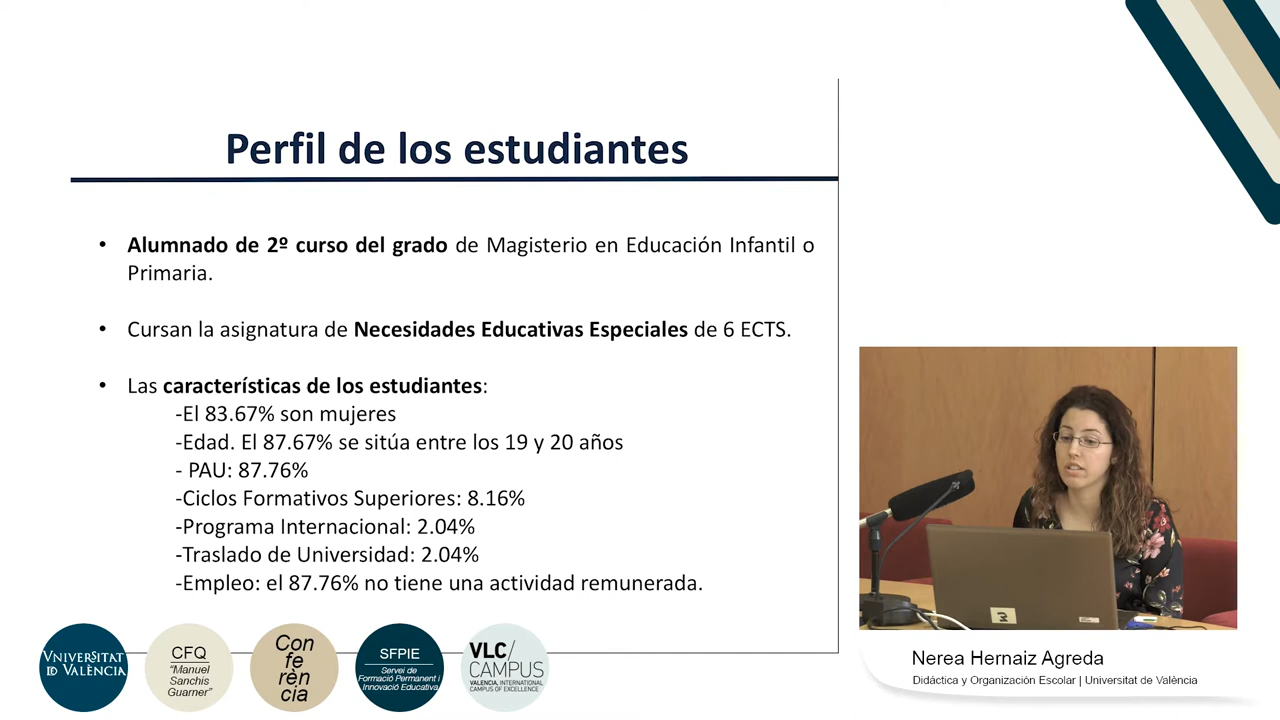 Perfil de los estudiantes
• Alumnado de 2º curso del grado de Magisterio en Educación Infantil o
Primaria.
• Cursan la asignatura de Necesidades Educativas Especiales de 6 ECTS.
• Las características de los estudiantes:
-El 83.67% son mujeres
-Edad. El 87.67% se sitúa entre los 19 y 20 años
- PAU: 87.76%
-Ciclos Formativos Superiores: 8.16%
-Programa Internacional: 2.04%
-Traslado de Universidad: 2.04%
-Empleo: el 87.76% no tiene una actividad remunerada.
VNIVERSITAT
ID VALÈNCIA
CFQ
"Manuel
Sanchis
Guarner"
Con
fe
rèn
cia
SFPIE
Servei de
Formació Permanent i
Innovació Educativa
VLC/
CAMPUS
VALENCIA, INTERNATIONAL
CAMPUS OF EXCELLENCE
Nerea Hernaiz Agreda
Didáctica y Organización Escolar | Universitat de València